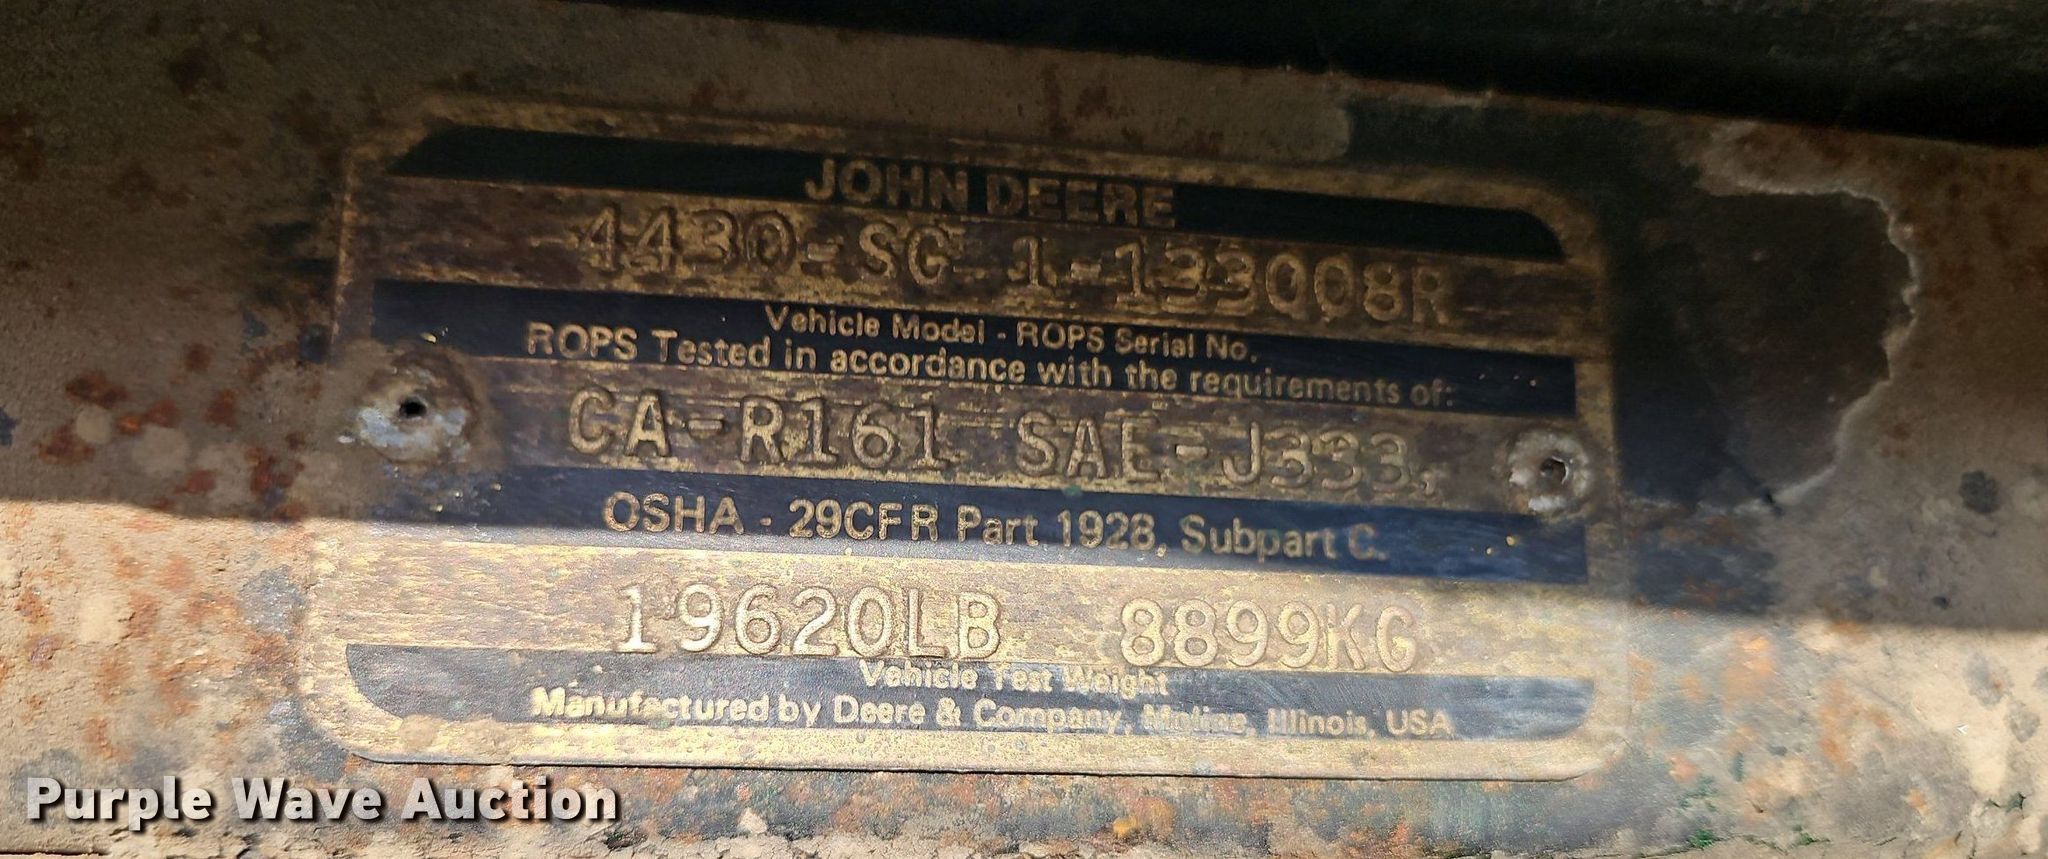 JOHN DEERE
4430-SG 1-133008R
Vehicle Model - ROPS Serial No.
ROPS Tested in accordance with the requirements of:
CA-R161 SAE-J333,
OSHA - 29CFR Part 1928, Subpart C.
19620LB 8899KG
Vehicle Test Weight
Manufactured by Deere & Company, Moline, Illinois, USA
Purple Wave Auction